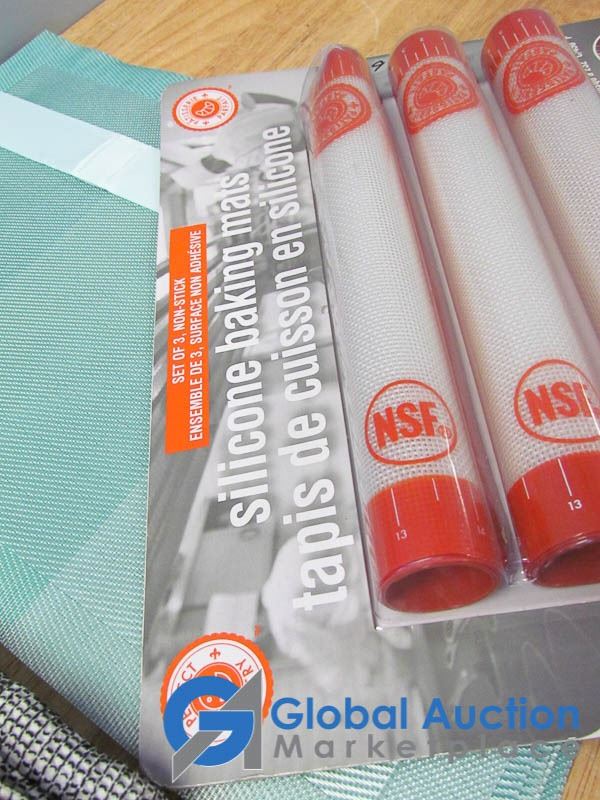 SET OF 3, NON-STICK
ENSEMBLE DE 3, SURFACE NON ADHÉSIVE
silicone baking mats
tapis de cuisson en silicone
NSF
NSF
13
13
Global Auction
Marketplace